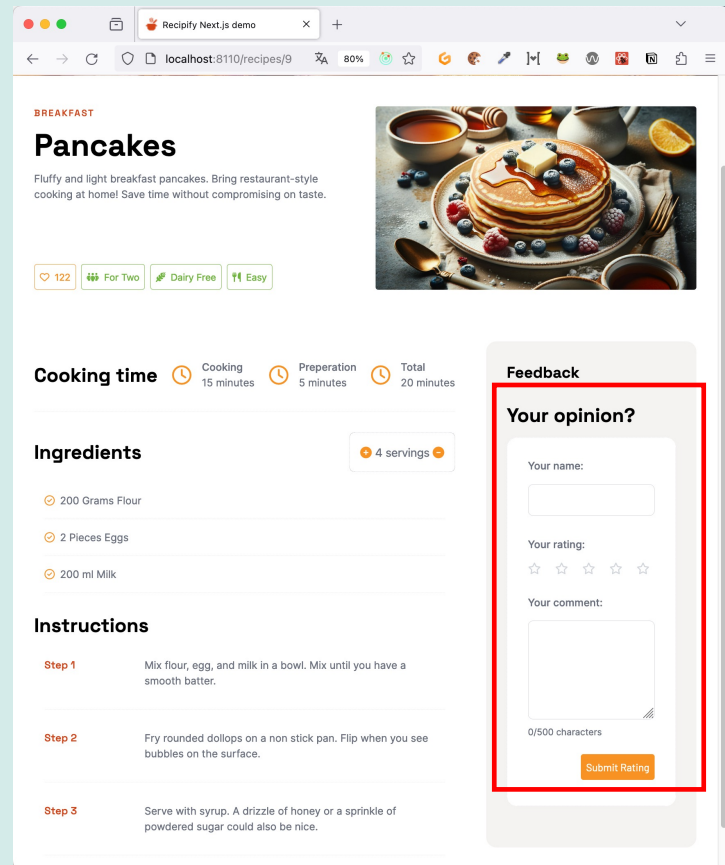 Recipify Next.js demo
localhost:8110/recipes/9
80%
BREAKFAST
Pancakes
Fluffy and light breakfast pancakes. Bring restaurant-style
cooking at home! Save time without compromising on taste.
122
For Two
Dairy Free
Easy
Cooking time
Cooking
15 minutes
Preperation
5 minutes
Total
20 minutes
Ingredients
4 servings
200 Grams Flour
2 Pieces Eggs
200 ml Milk
Instructions
Step 1
Mix flour, egg, and milk in a bowl. Mix until you have a
smooth batter.
Step 2
Fry rounded dollops on a non stick pan. Flip when you see
bubbles on the surface.
Step 3
Serve with syrup. A drizzle of honey or a sprinkle of
powdered sugar could also be nice.
Feedback
Your opinion?
Your name:
Your rating:
Your comment:
0/500 characters
Submit Rating